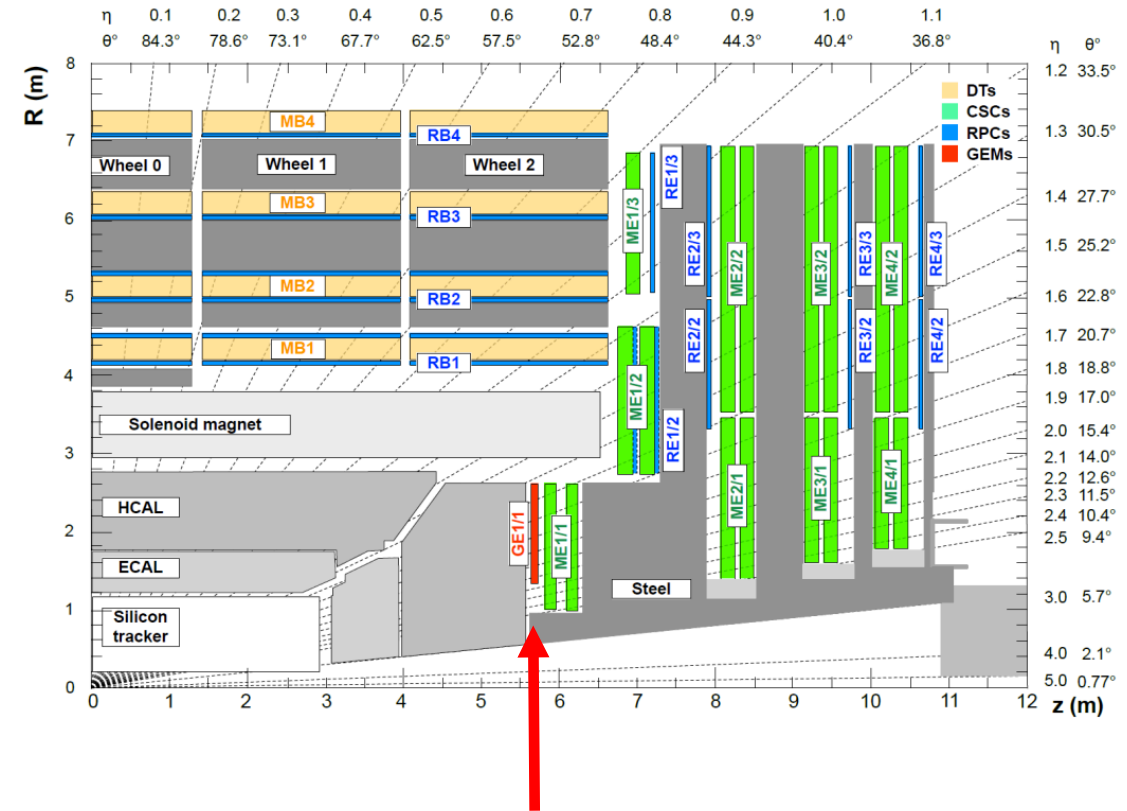 η 0.1 0.2 0.3 0.4 0.5 0.6 0.7 0.8 0.9 1.0 1.1
θ° 84.3° 78.6° 73.1° 67.7° 62.5° 57.5° 52.8° 48.4° 44.3° 40.4° 36.8° η θ°
R (m)
8
7
6
5
4
3
2
1
0
1.2 33.5°
1.3 30.5°
1.4 27.7°
1.5 25.2°
1.6 22.8°
1.7 20.7°
1.8 18.8°
1.9 17.0°
2.0 15.4°
2.1 14.0°
2.2 12.6°
2.3 11.5°
2.4 10.4°
2.5 9.4°
3.0 5.7°
4.0 2.1°
5.0 0.77°
DTs
CSCs
RPCs
GEMs
MB4
RB4
Wheel 0
Wheel 1
Wheel 2
MB3
RB3
MB2
RB2
MB1
RB1
Solenoid magnet
HCAL
ECAL
Silicon
tracker
Steel
GE1/1
ME1/1
ME1/2
RE1/2
ME1/3
RE1/3
RE2/2
RE2/3
ME2/1
ME2/2
ME3/1
ME3/2
RE3/2
RE3/3
ME4/1
ME4/2
RE4/2
RE4/3
0 1 2 3 4 5 6 7 8 9 10 11 12
z (m)